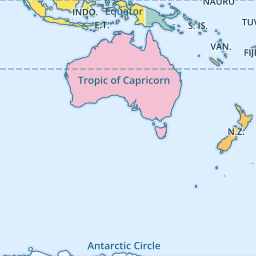 NAURU
INDO.
Equator
E.T.
S. IS.
TUV
VAN.
FIJI
Tropic of Capricorn
N.Z.
Antarctic Circle